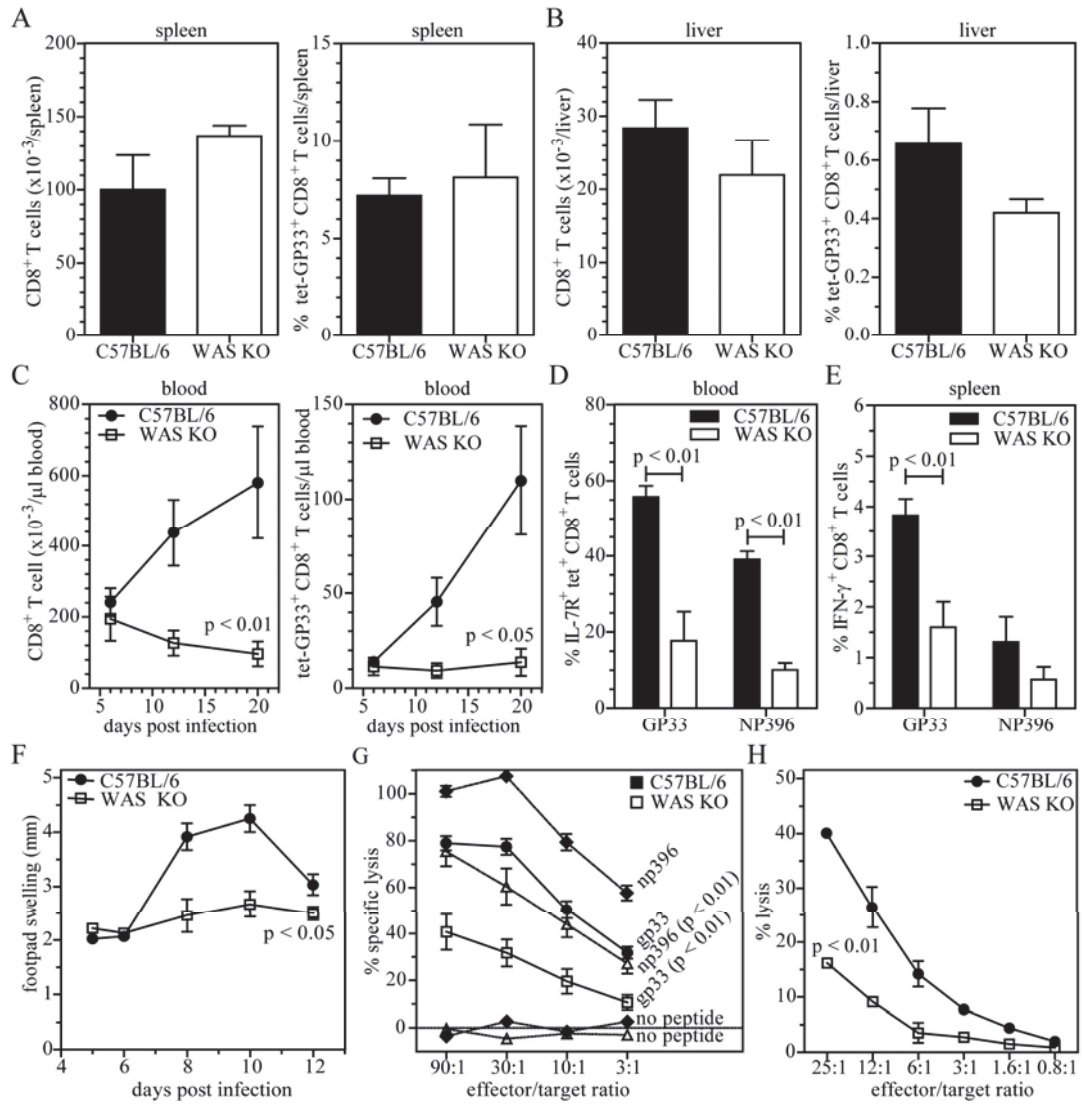 A
spleen
CD8+ T cells (x10-3/spleen)
200
150
100
50
0
C57BL/6 WAS KO
spleen
% tet-GP33+ CD8+ T cells/spleen
15
10
5
0
C57BL/6 WAS KO
B
liver
CD8+ T cells (x10-3/liver)
40
30
20
10
0
C57BL/6 WAS KO
liver
% tet-GP33+ CD8+ T cells/liver
1.0
0.8
0.6
0.4
0.2
0.0
C57BL/6 WAS KO
C
blood
CD8+ T cell (x10-3/µl blood)
800
600
400
200
0
C57BL/6
WAS KO
p < 0.01
5 10 15 20
days post infection
blood
tet-GP33+ CD8+ T cells/µl blood
150
100
50
0
C57BL/6
WAS KO
p < 0.05
5 10 15 20
days post infection
D
blood
% IL-7R+ tet+ CD8+ T cells
80
60
40
20
0
C57BL/6
WAS KO
p < 0.01
p < 0.01
GP33 NP396
E
spleen
% IFN-γ+ CD8+ T cells
6
5
4
3
2
1
0
C57BL/6
WAS KO
p < 0.01
GP33 NP396
F
footpad swelling (mm)
5
4
3
2
1
0
C57BL/6
WAS KO
p < 0.05
4 6 8 10 12
days post infection
G
% specific lysis
100
80
60
40
20
0
C57BL/6
WAS KO
np396
gp33
np396 (p < 0.01)
gp33 (p < 0.01)
no peptide
no peptide
90:1 30:1 10:1 3:1
effector/target ratio
H
% lysis
50
40
30
20
10
0
C57BL/6
WAS KO
p < 0.01
25:1 12:1 6:1 3:1 1.6:1 0.8:1
effector/target ratio